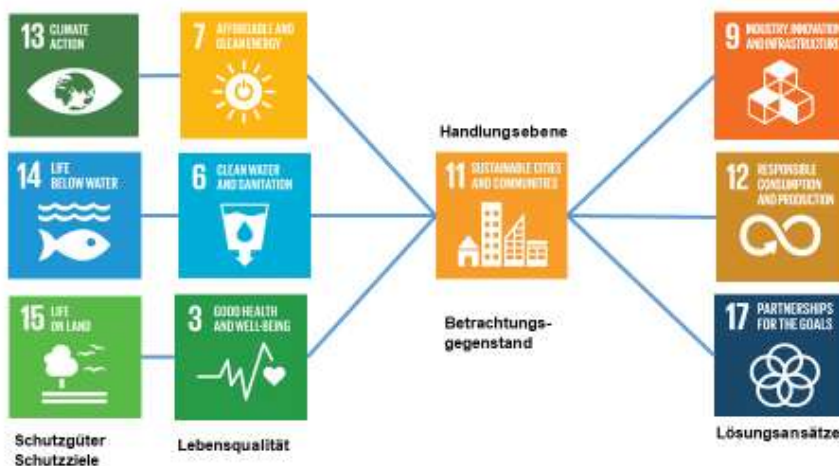 13 CLIMATE
ACTION
7 AFFORDABLE AND
CLEAN ENERGY
9 INDUSTRY, INNOVATION
AND INFRASTRUCTURE
Handlungsebene
14 LIFE
BELOW WATER
6 CLEAN WATER
AND SANITATION
11 SUSTAINABLE CITIES
AND COMMUNITIES
12 RESPONSIBLE
CONSUMPTION
AND PRODUCTION
15 LIFE
ON LAND
3 GOOD HEALTH
AND WELL-BEING
Betrachtungs-
gegenstand
17 PARTNERSHIPS
FOR THE GOALS
Schutzgüter
Schutzziele
Lebensqualität
Lösungsansätze